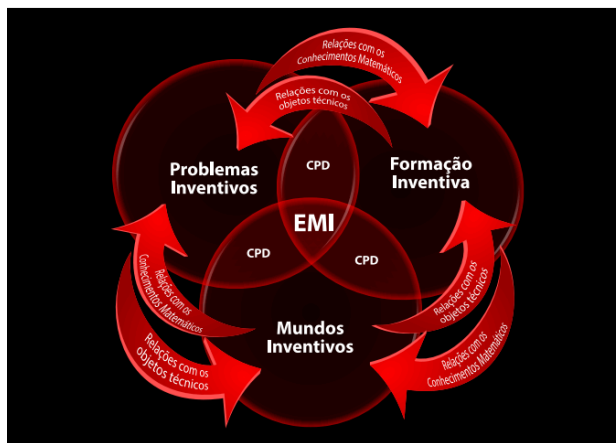 Relações com os
Conhecimentos Matemáticos
Relações com os
objetos técnicos
Problemas
Inventivos
CPD
Formação
Inventiva
EMI
CPD
CPD
Relações com os
Conhecimentos Matemáticos
Relações com os
objetos técnicos
Mundos
Inventivos
Relações com os
objetos técnicos
Relações com os
Conhecimentos Matemáticos